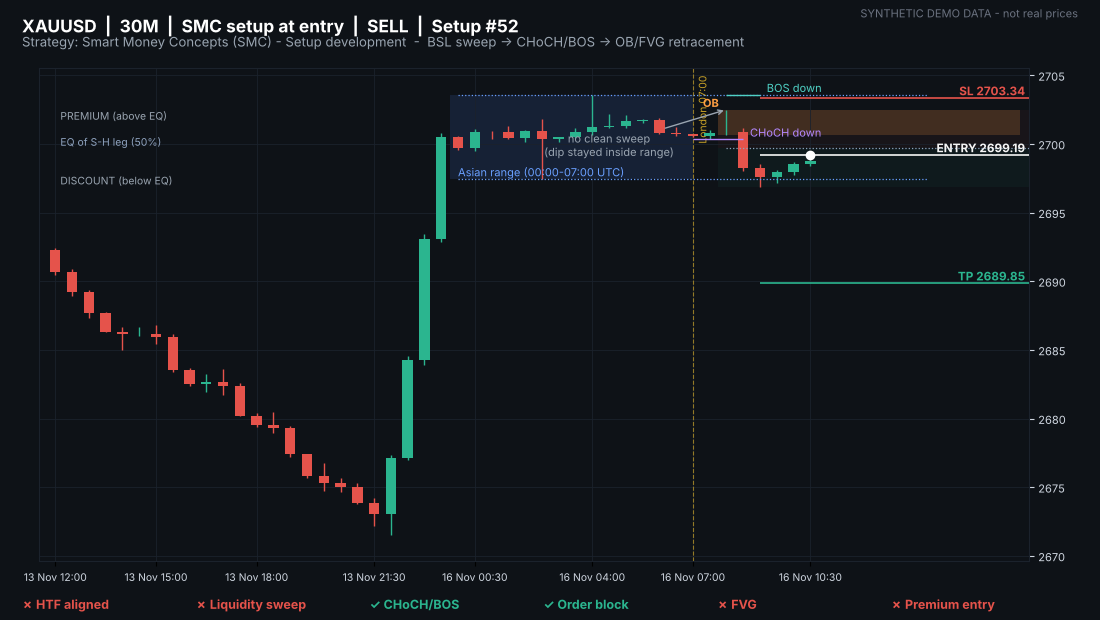 XAUUSD | 30M | SMC setup at entry | SELL | Setup #52
SYNTHETIC DEMO DATA - not real prices
Strategy: Smart Money Concepts (SMC) - Setup development - BSL sweep → CHoCH/BOS → OB/FVG retracement
PREMIUM (above EQ)
EQ of S-H leg (50%)
DISCOUNT (below EQ)
London 07:00
OB
BOS down
SL 2703.34
CHoCH down
no clean sweep
(dip stayed inside range)
ENTRY 2699.19
Asian range (00:00-07:00 UTC)
TP 2689.85
2705
2700
2695
2690
2685
2680
2675
2670
13 Nov 12:00
13 Nov 15:00
13 Nov 18:00
13 Nov 21:30
16 Nov 00:30
16 Nov 04:00
16 Nov 07:00
16 Nov 10:30
× HTF aligned
× Liquidity sweep
✓ CHoCH/BOS
✓ Order block
× FVG
× Premium entry